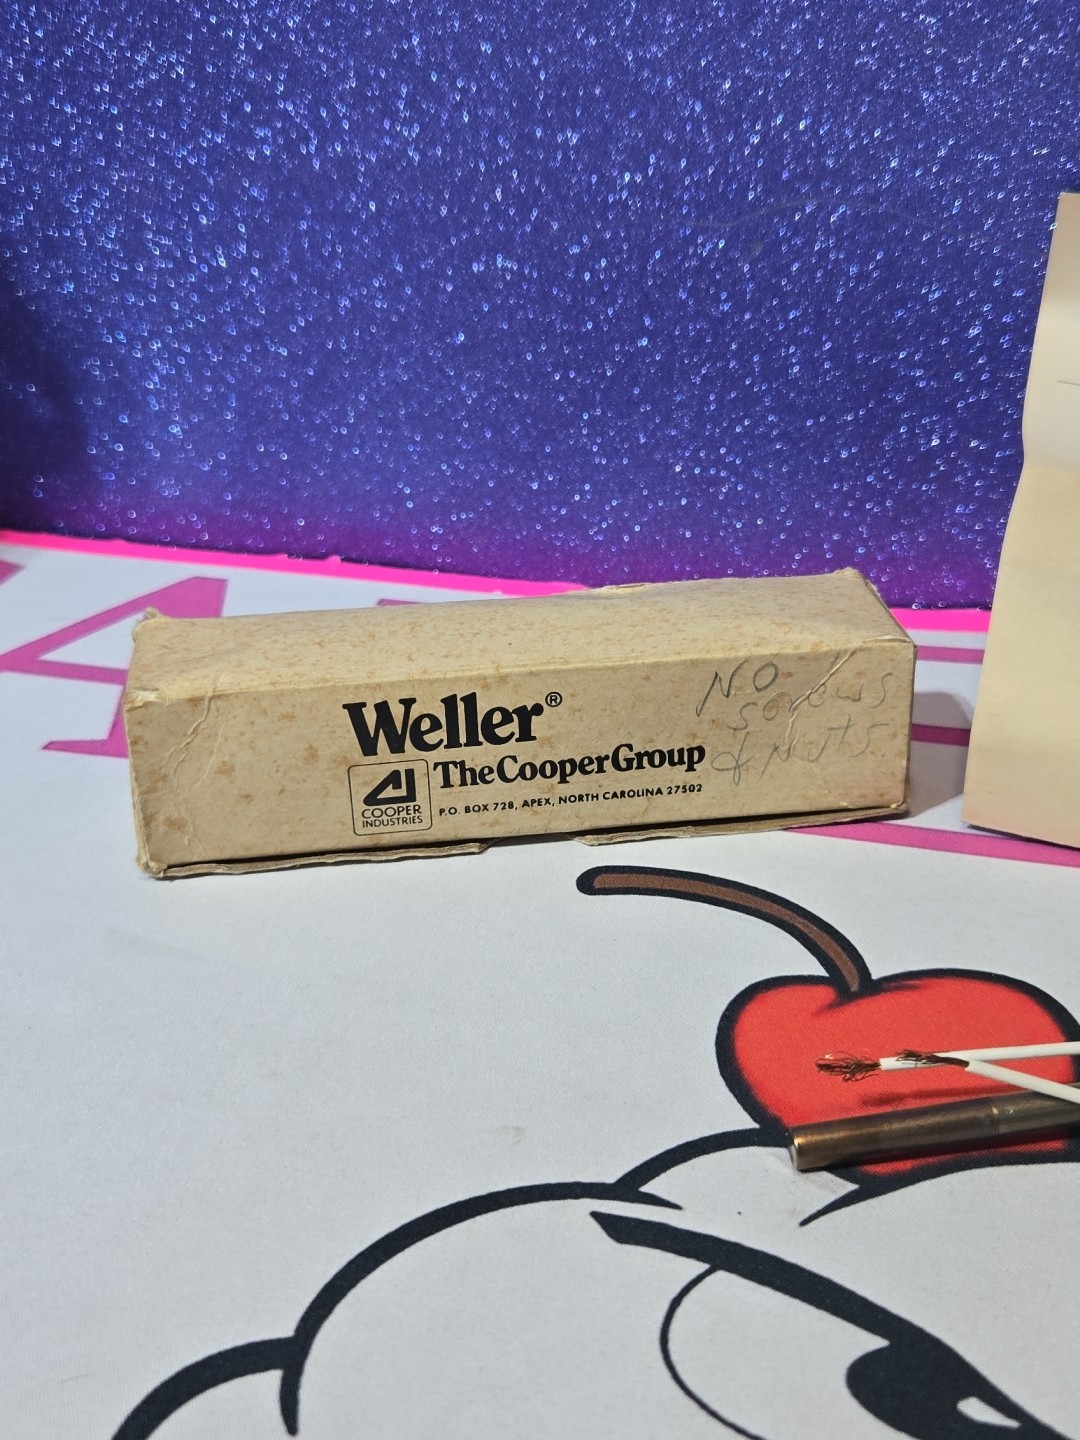 Weller®
The Cooper Group
COOPER
INDUSTRIES
P.O. BOX 728, APEX, NORTH CAROLINA 27502
NO
screws
& NUTS